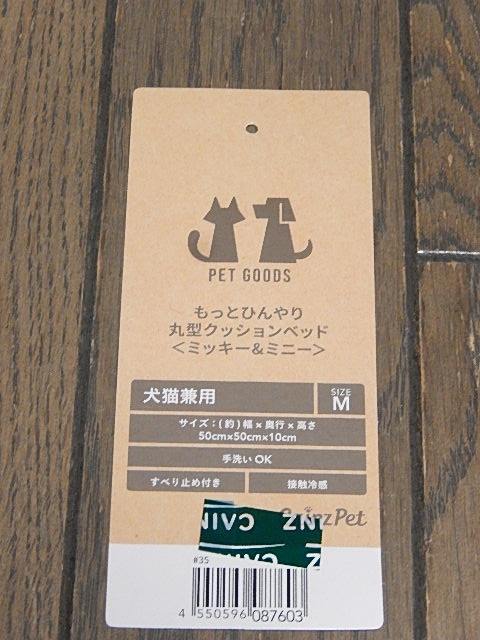 PET GOODS
もっとひんやり
丸型クッションベッド
＜ミッキー&ミニー＞
犬猫兼用
SIZE
M
サイズ：(約)幅×奥行×高さ
50cm×50cm×10cm
手洗いOK
すべり止め付き
接触冷感
CainzPet
CAINZ
#35
4 550596 087603